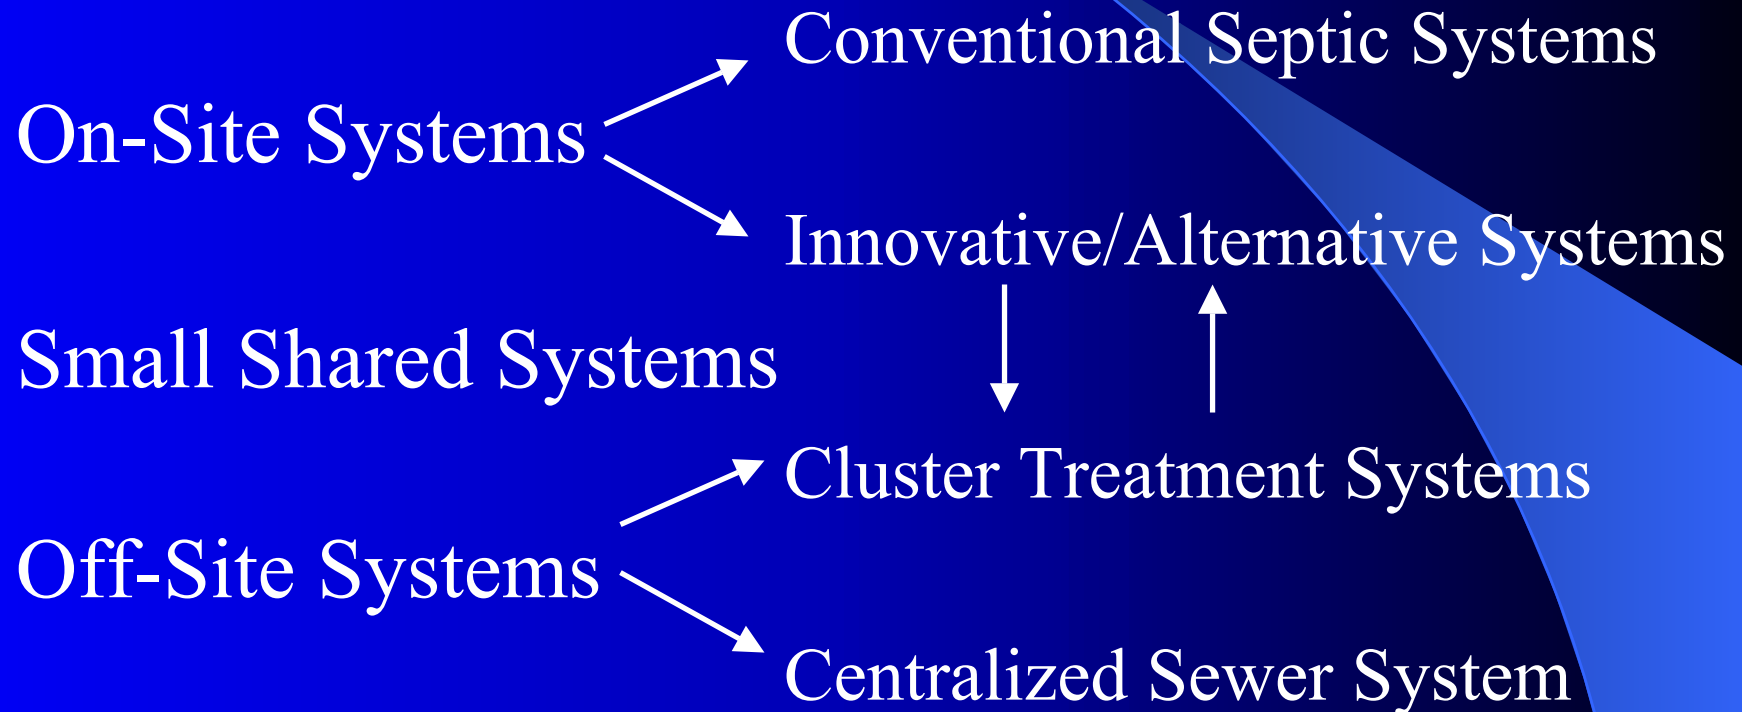 Conventional Septic Systems
On-Site Systems
Innovative/Alternative Systems
Small Shared Systems
Cluster Treatment Systems
Off-Site Systems
Centralized Sewer System